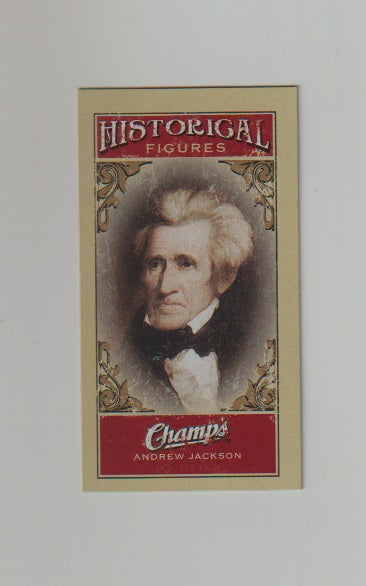 HISTORICAL
FIGURES
Champs
ANDREW JACKSON